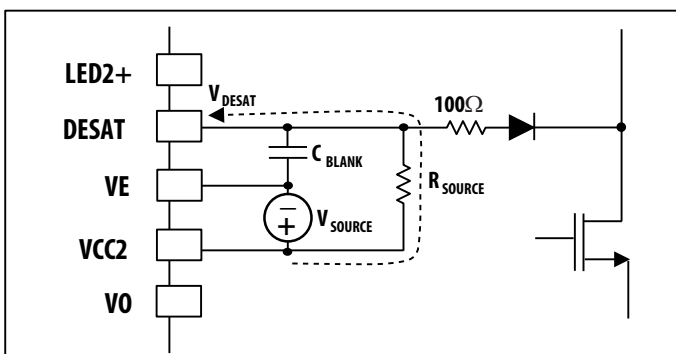 LED2+
V DESAT
100Ω
DESAT
C BLANK
VE
R SOURCE
− + V SOURCE
VCC2
VO